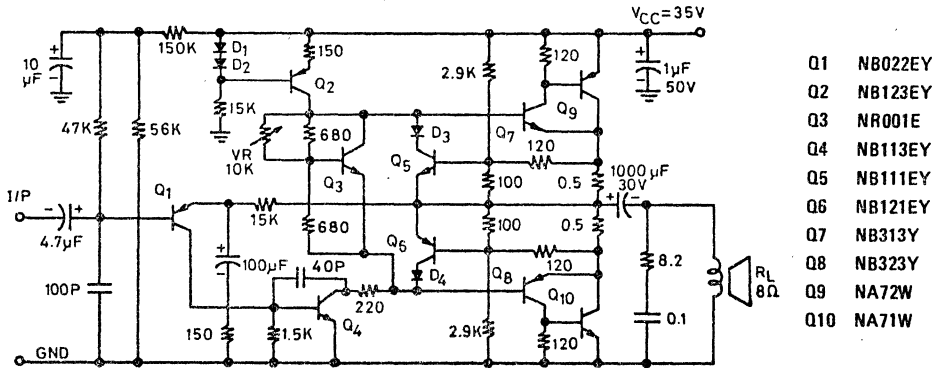 VCC=35V
10 µF
150K
D1
D2
150
Q2
2.9K
120
Q9
1µF
50V
15K
47K
56K
VR
10K
680
Q3
D3
Q5
Q7
120
100
0.5
1000µF
30V
I/P
Q1
4.7µF
15K
680
Q6
100
0.5
100µF
40P
D4
Q8
120
8.2
RL
8Ω
100P
220
Q10
150
1.5K
Q4
2.9K
120
0.1
GND
Q1 NB022EY
Q2 NB123EY
Q3 NR001E
Q4 NB113EY
Q5 NB111EY
Q6 NB121EY
Q7 NB313Y
Q8 NB323Y
Q9 NA72W
Q10 NA71W